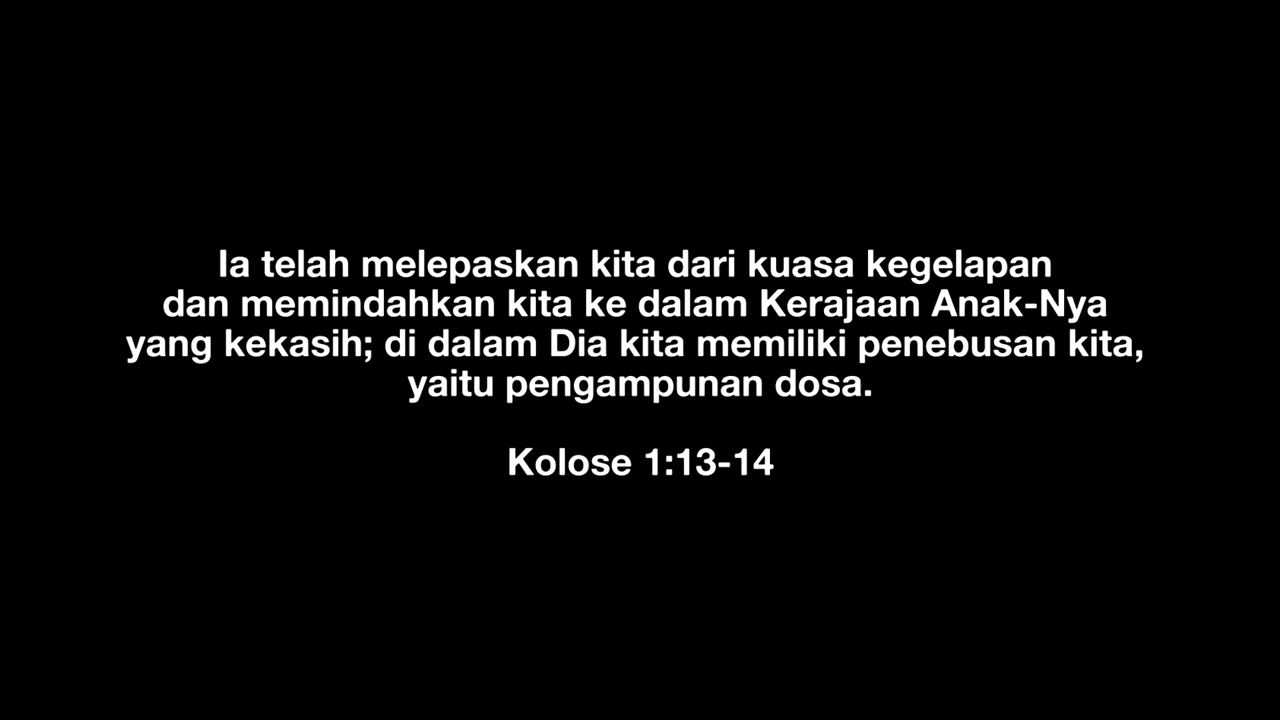 Ia telah melepaskan kita dari kuasa kegelapan
dan memindahkan kita ke dalam Kerajaan Anak-Nya
yang kekasih; di dalam Dia kita memiliki penebusan kita,
yaitu pengampunan dosa.
Kolose 1:13-14